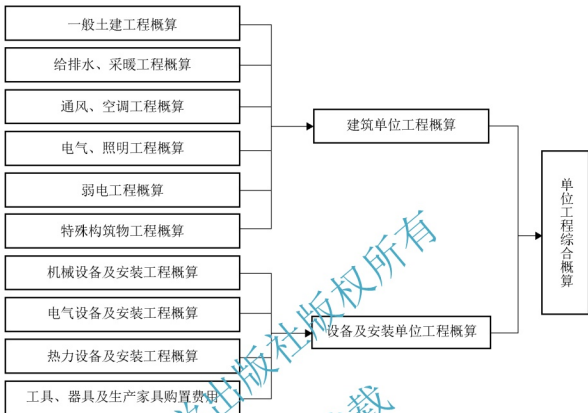 一般土建工程概算
给排水、采暖工程概算
通风、空调工程概算
电气、照明工程概算
弱电工程概算
特殊构筑物工程概算
机械设备及安装工程概算
电气设备及安装工程概算
热力设备及安装工程概算
工具、器具及生产家具购置费用
建筑单位工程概算
设备及安装单位工程概算
单位工程综合概算
出版社版权所有
载